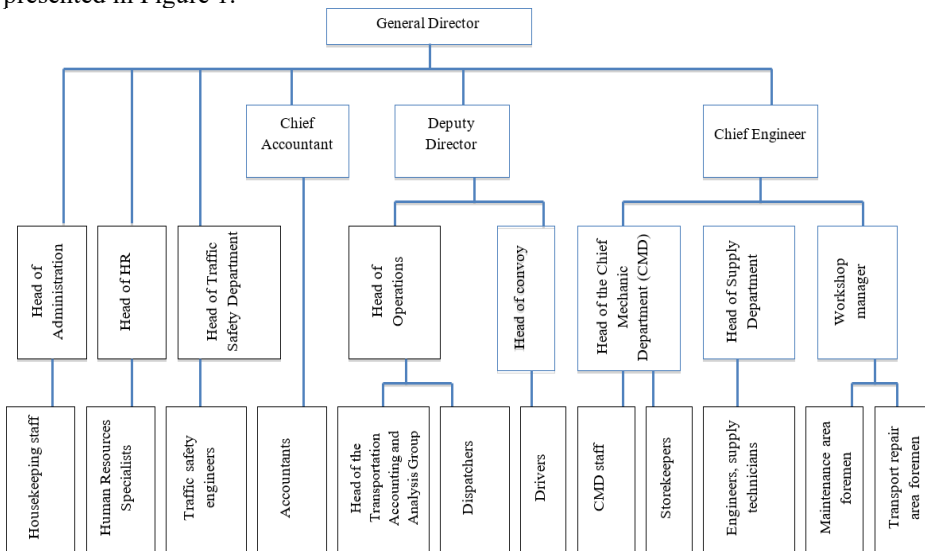 presented in Figure 1.
General Director
Chief
Accountant
Deputy
Director
Chief Engineer
Head of
Administration
Head of HR
Head of Traffic
Safety Department
Head of
Operations
Head of convoy
Head of the Chief
Mechanic
Department (CMD)
Head of Supply
Department
Workshop
manager
Housekeeping staff
Human Resources
Specialists
Traffic safety
engineers
Accountants
Head of the
Transportation
Accounting and
Analysis Group
Dispatchers
Drivers
CMD staff
Storekeepers
Engineers, supply
technicians
Maintenance area
foremen
Transport repair
area foremen